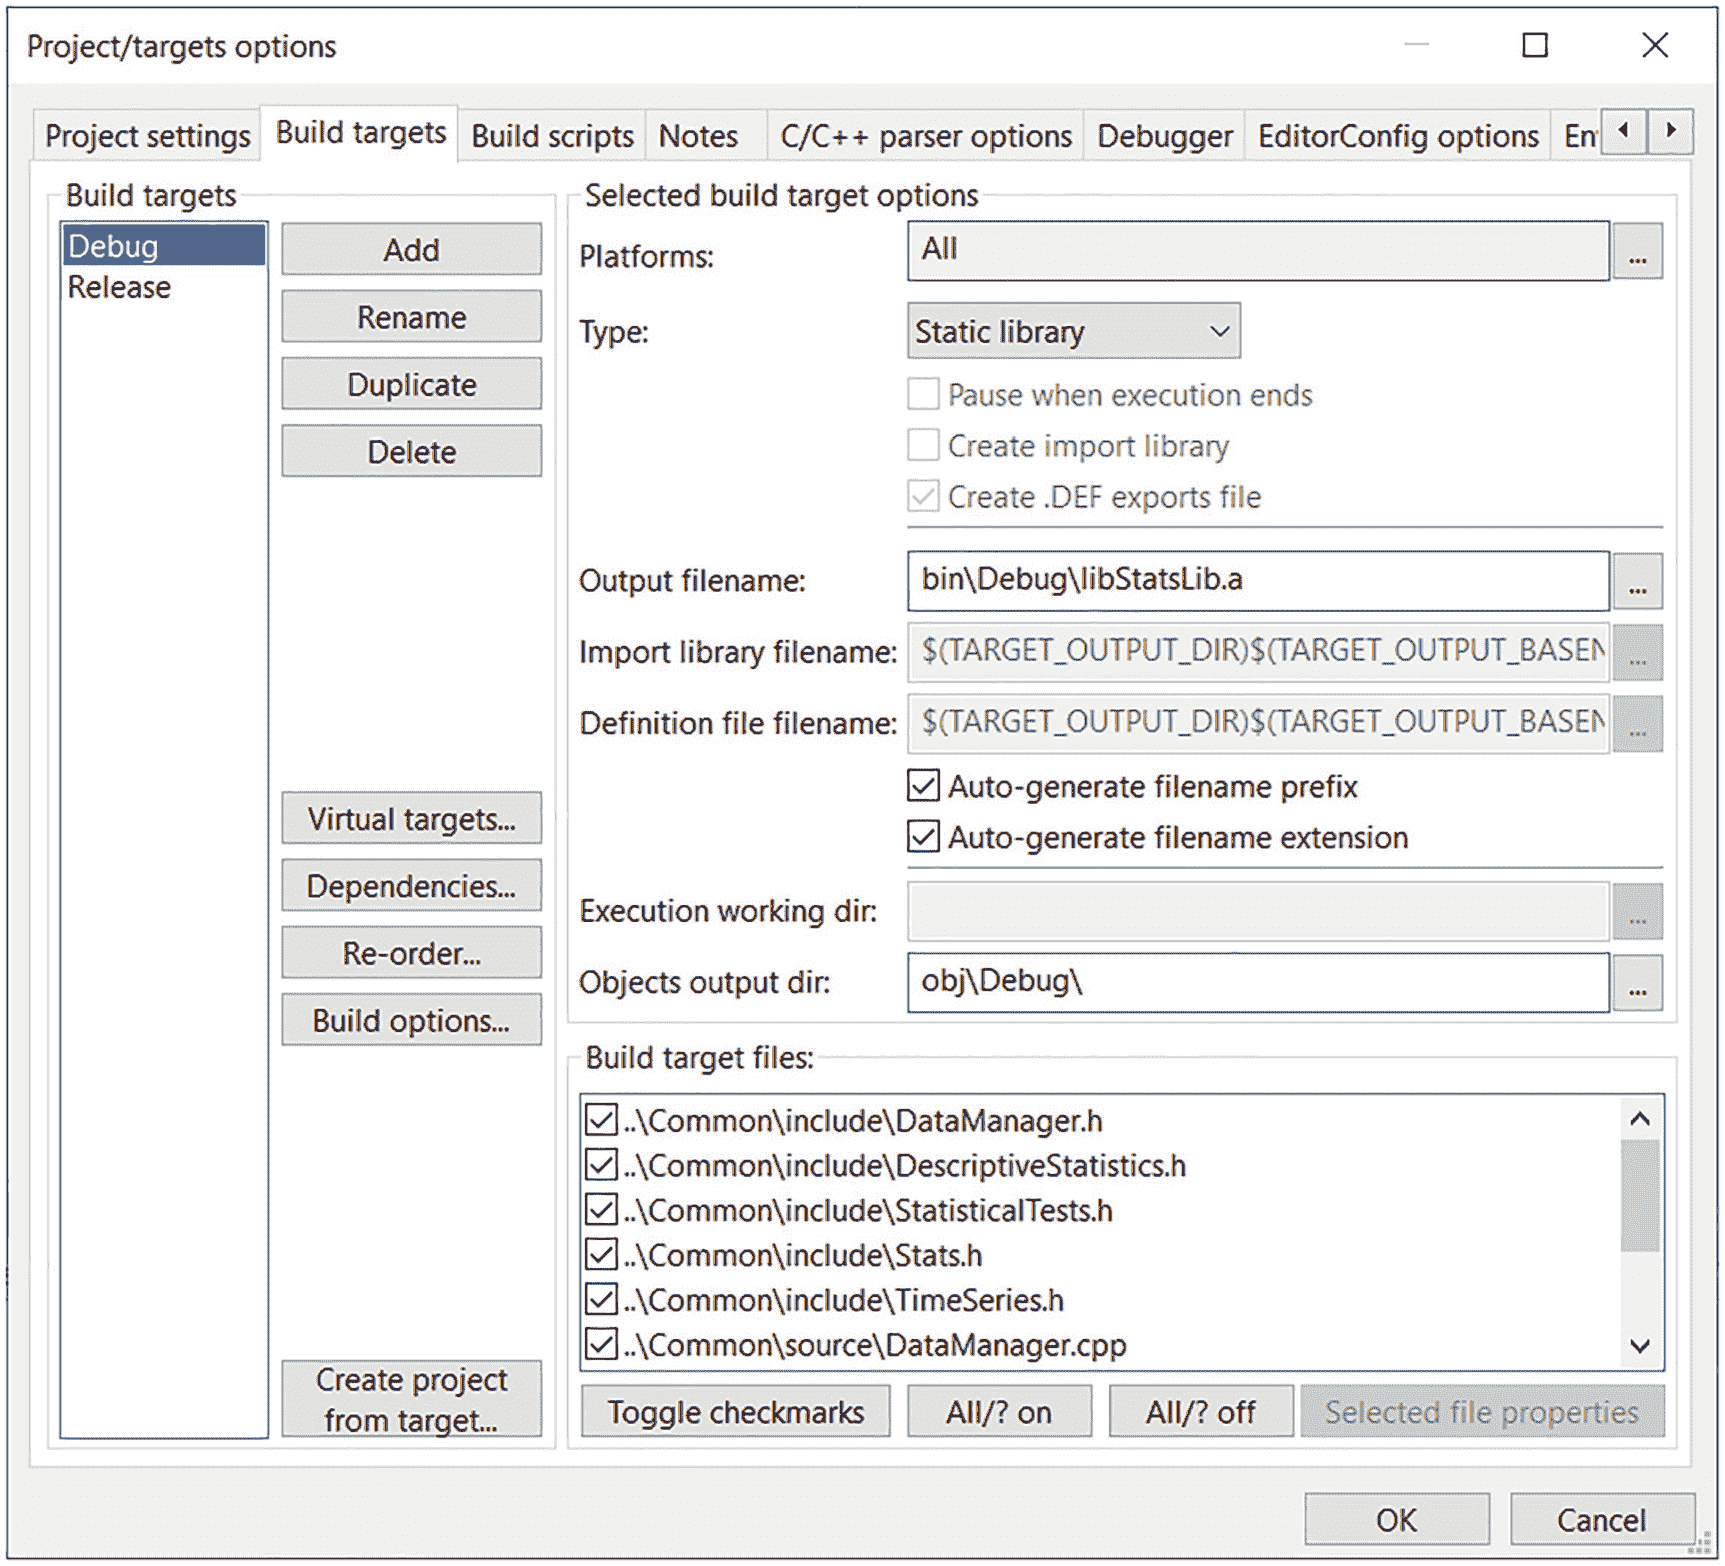 Project/targets options
Project settings
Build targets
Build scripts
Notes
C/C++ parser options
Debugger
EditorConfig options
En
Build targets
Debug
Release
Add
Rename
Duplicate
Delete
Virtual targets...
Dependencies...
Re-order...
Build options...
Create project
from target...
Selected build target options
Platforms:
All
...
Type:
Static library
Pause when execution ends
Create import library
Create .DEF exports file
Output filename:
bin\Debug\libStatsLib.a
...
Import library filename:
$(TARGET_OUTPUT_DIR)$(TARGET_OUTPUT_BASEN
...
Definition file filename:
$(TARGET_OUTPUT_DIR)$(TARGET_OUTPUT_BASEN
...
Auto-generate filename prefix
Auto-generate filename extension
Execution working dir:
...
Objects output dir:
obj\Debug\
...
Build target files:
..\Common\include\DataManager.h
..\Common\include\DescriptiveStatistics.h
..\Common\include\StatisticalTests.h
..\Common\include\Stats.h
..\Common\include\TimeSeries.h
..\Common\source\DataManager.cpp
Toggle checkmarks
All/? on
All/? off
Selected file properties
OK
Cancel